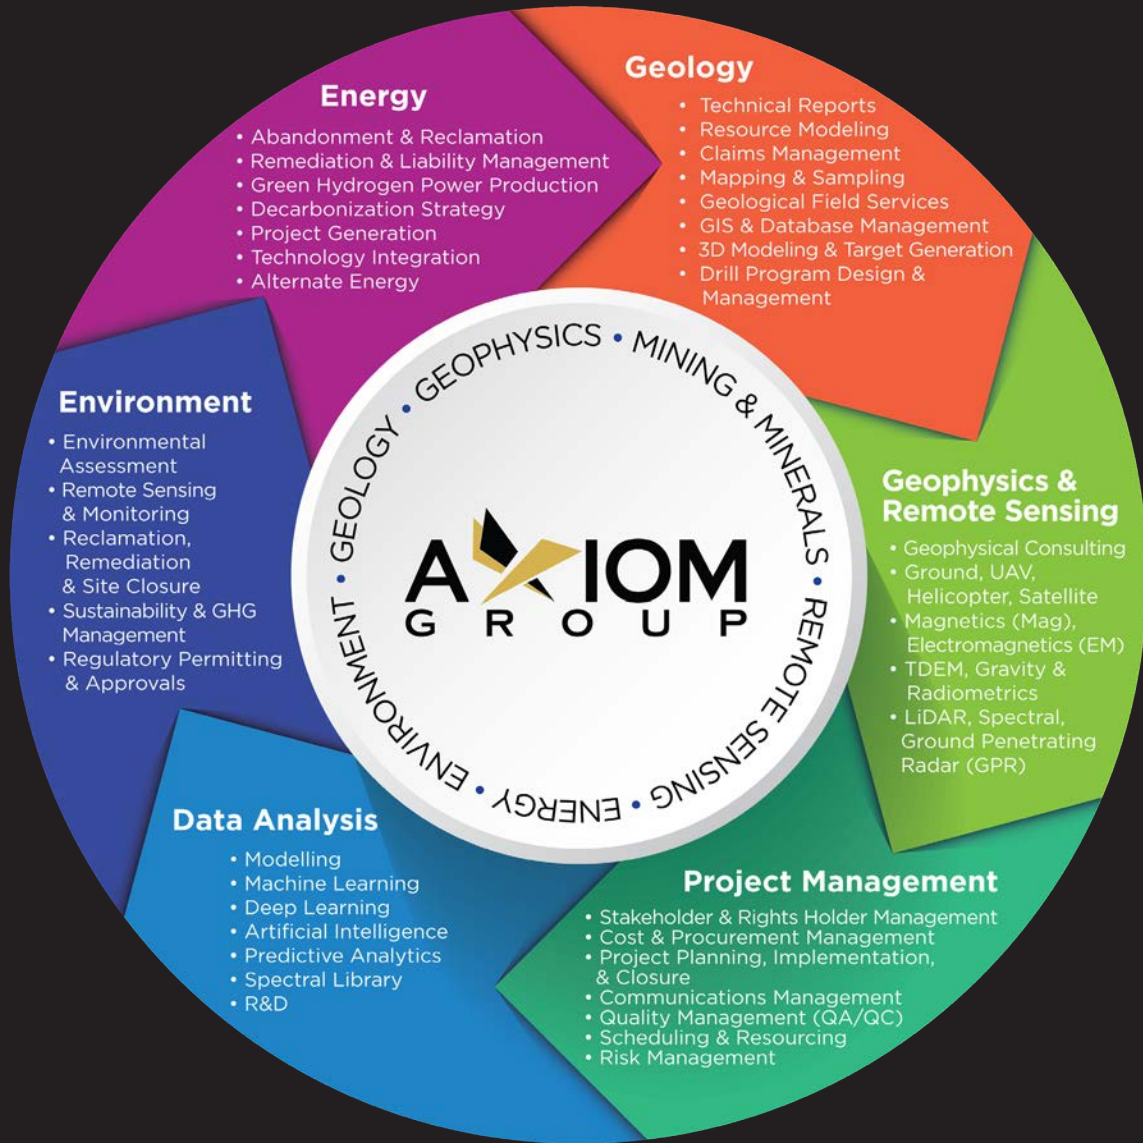 Energy
• Abandonment & Reclamation
• Remediation & Liability Management
• Green Hydrogen Power Production
• Decarbonization Strategy
• Project Generation
• Technology Integration
• Alternate Energy
Geology
• Technical Reports
• Resource Modeling
• Claims Management
• Mapping & Sampling
• Geological Field Services
• GIS & Database Management
• 3D Modeling & Target Generation
• Drill Program Design &
Management
Geophysics &
Remote Sensing
• Geophysical Consulting
• Ground, UAV,
Helicopter, Satellite
• Magnetics (Mag),
Electromagnetics (EM)
• TDEM, Gravity &
Radiometrics
• LiDAR, Spectral,
Ground Penetrating
Radar (GPR)
Project Management
• Stakeholder & Rights Holder Management
• Cost & Procurement Management
• Project Planning, Implementation,
& Closure
• Communications Management
• Quality Management (QA/QC)
• Scheduling & Resourcing
• Risk Management
Data Analysis
• Modelling
• Machine Learning
• Deep Learning
• Artificial Intelligence
• Predictive Analytics
• Spectral Library
• R&D
Environment
• Environmental
Assessment
• Remote Sensing
& Monitoring
• Reclamation,
Remediation
& Site Closure
• Sustainability & GHG
Management
• Regulatory Permitting
& Approvals
GEOLOGY • GEOPHYSICS • MINING & MINERALS • REMOTE SENSING • ENERGY • ENVIRONMENT •
AXIOM
GROUP